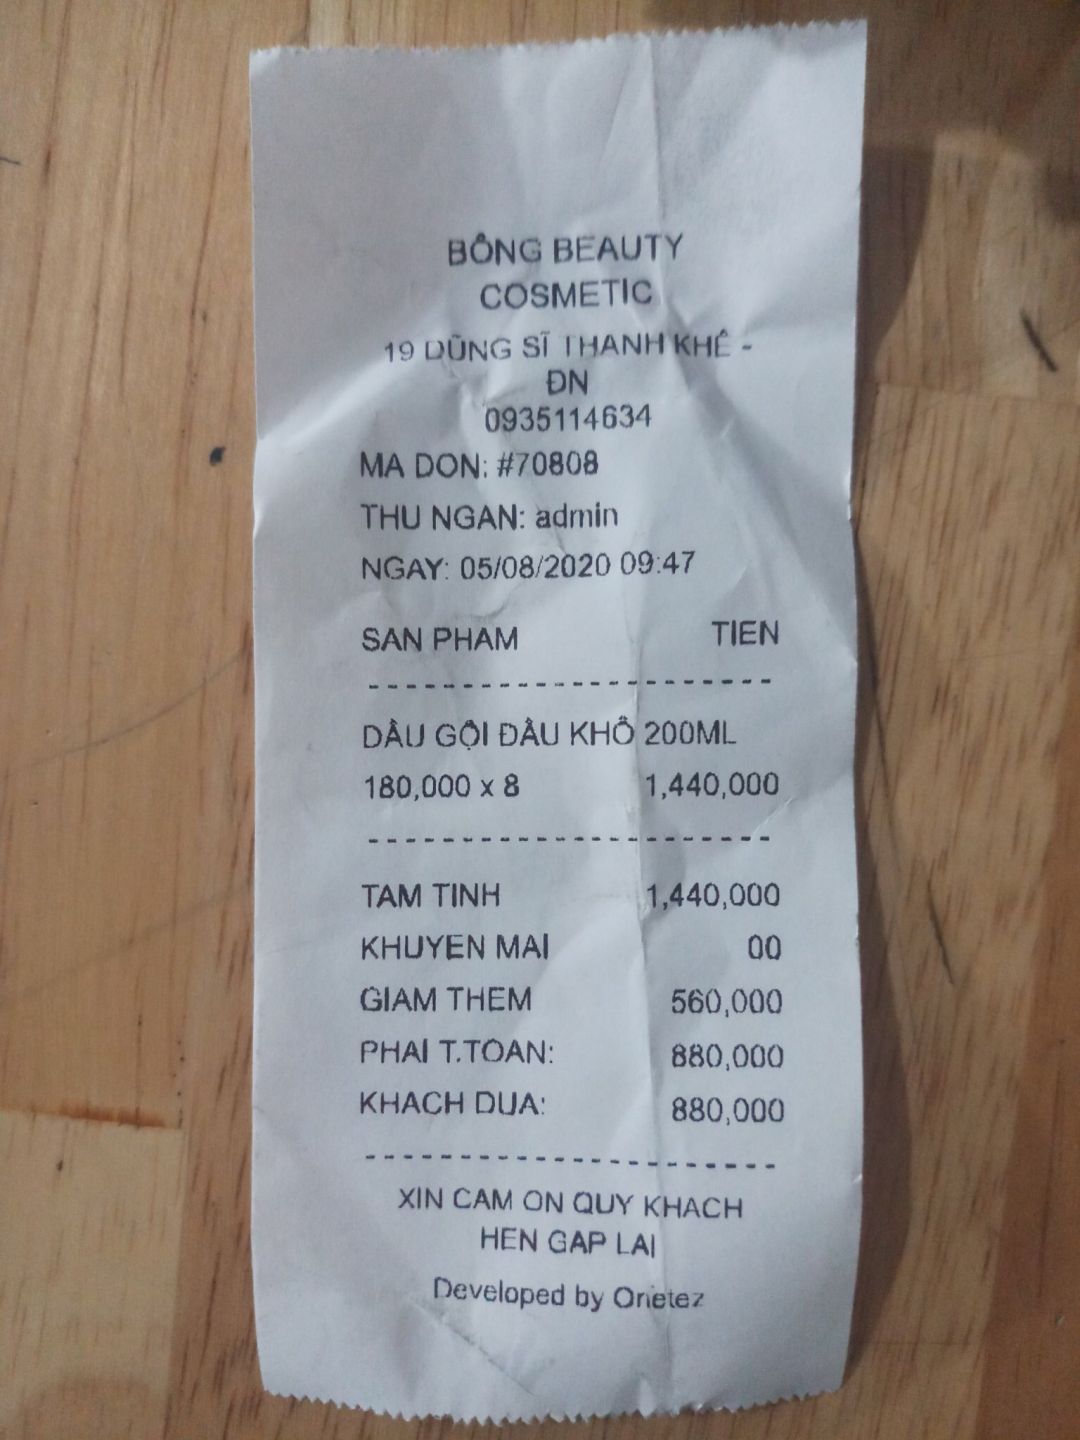 BÔNG BEAUTY
COSMETIC
19 DŨNG SĨ THANH KHÊ -
ĐN
0935114634
MA DON: #70808
THU NGAN: admin
NGAY: 05/08/2020 09:47
SAN PHAM TIEN
-----------------------
DẦU GỘI ĐẦU KHÔ 200ML
180,000 x 8 1,440,000
-----------------------
TAM TINH 1,440,000
KHUYEN MAI 00
GIAM THEM 560,000
PHAI T.TOAN: 880,000
KHACH DUA: 880,000
-----------------------
XIN CAM ON QUY KHACH
HEN GAP LAI
Developed by Onetez